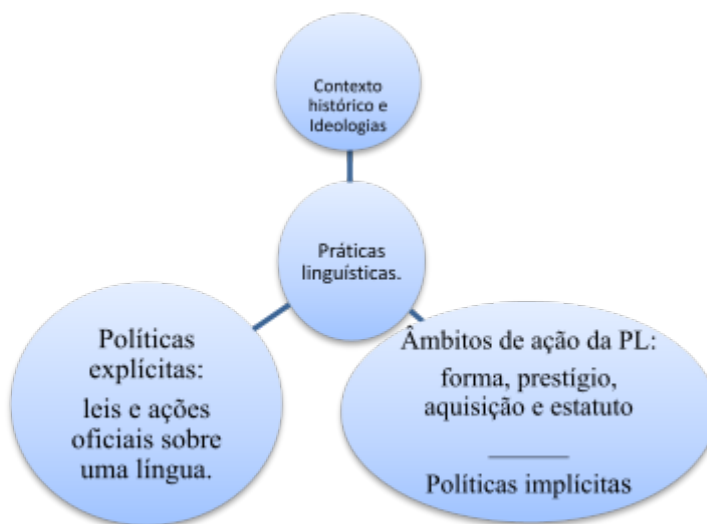 Contexto
histórico e
Ideologias
Práticas
linguísticas.
Políticas
explícitas:
leis e ações
oficiais sobre
uma língua.
Âmbitos de ação da PL:
forma, prestígio,
aquisição e estatuto
______
Políticas implícitas